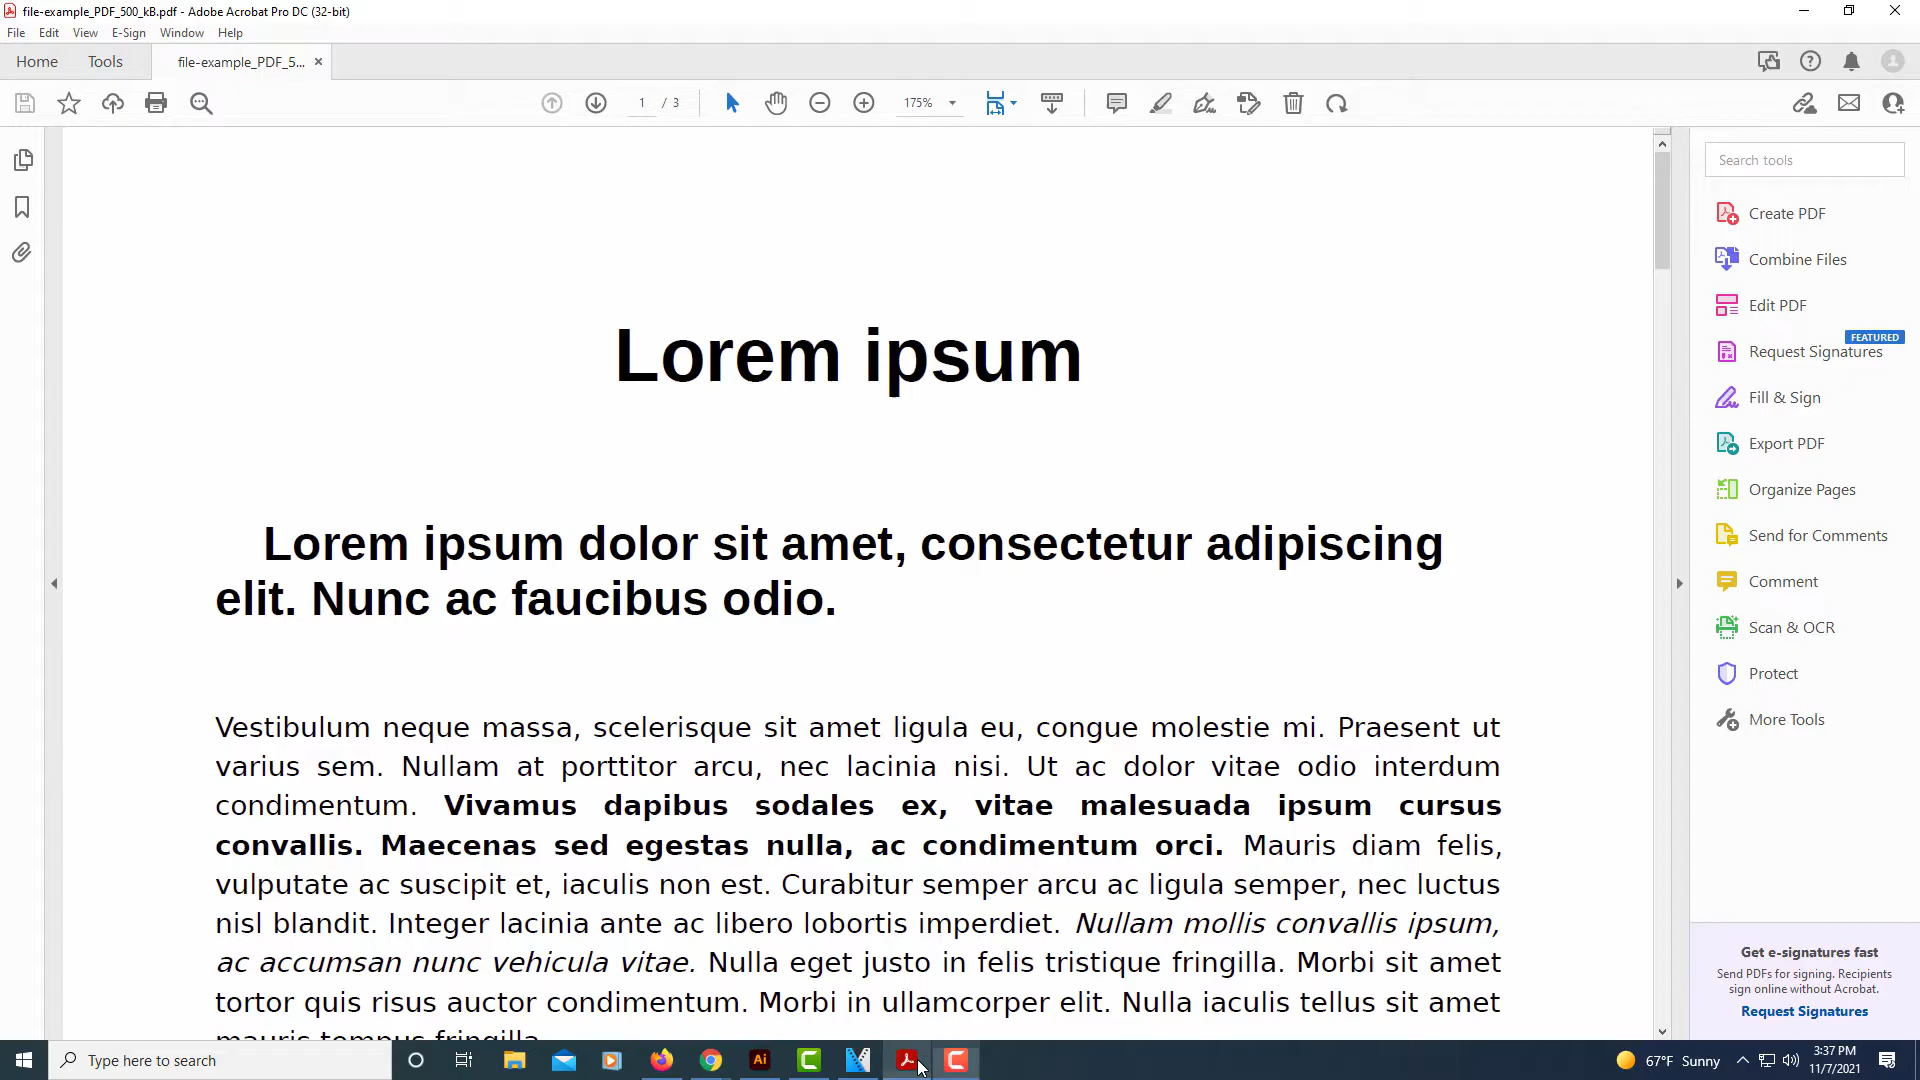 file-example_PDF_500_kB.pdf - Adobe Acrobat Pro DC (32-bit)
File Edit View E-Sign Window Help
Home Tools file-example_PDF_5...
1 / 3 175%
Search tools
Create PDF
Combine Files
Edit PDF
FEATURED
Request Signatures
Fill & Sign
Export PDF
Organize Pages
Send for Comments
Comment
Scan & OCR
Protect
More Tools
Lorem ipsum
Lorem ipsum dolor sit amet, consectetur adipiscing
elit. Nunc ac faucibus odio.
Vestibulum neque massa, scelerisque sit amet ligula eu, congue molestie mi. Praesent ut
varius sem. Nullam at porttitor arcu, nec lacinia nisi. Ut ac dolor vitae odio interdum
condimentum. Vivamus dapibus sodales ex, vitae malesuada ipsum cursus
convallis. Maecenas sed egestas nulla, ac condimentum orci. Mauris diam felis,
vulputate ac suscipit et, iaculis non est. Curabitur semper arcu ac ligula semper, nec luctus
nisl blandit. Integer lacinia ante ac libero lobortis imperdiet. Nullam mollis convallis ipsum,
ac accumsan nunc vehicula vitae. Nulla eget justo in felis tristique fringilla. Morbi sit amet
tortor quis risus auctor condimentum. Morbi in ullamcorper elit. Nulla iaculis tellus sit amet
mauris tempus fringilla.
Get e-signatures fast
Send PDFs for signing. Recipients
sign online without Acrobat.
Request Signatures
Type here to search
Ai
67°F Sunny
3:37 PM
11/7/2021